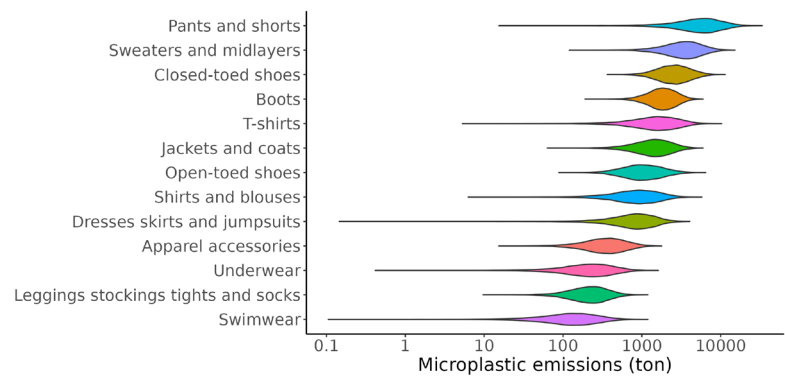 Pants and shorts
Sweaters and midlayers
Closed-toed shoes
Boots
T-shirts
Jackets and coats
Open-toed shoes
Shirts and blouses
Dresses skirts and jumpsuits
Apparel accessories
Underwear
Leggings stockings tights and socks
Swimwear
0.1 1 10 100 1000 10000
Microplastic emissions (ton)